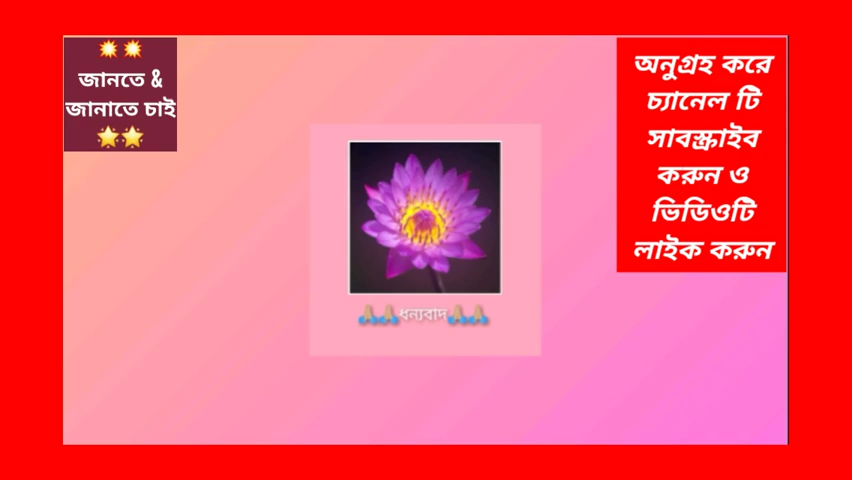 💥💥
জানতে &
জানাতে চাই
🌟🌟
অনুগ্রহ করে
চ্যানেল টি
সাবস্ক্রাইব
করুন ও
ভিডিওটি
লাইক করুন
🙏🏽🙏🏽ধন্যবাদ🙏🏽🙏🏽